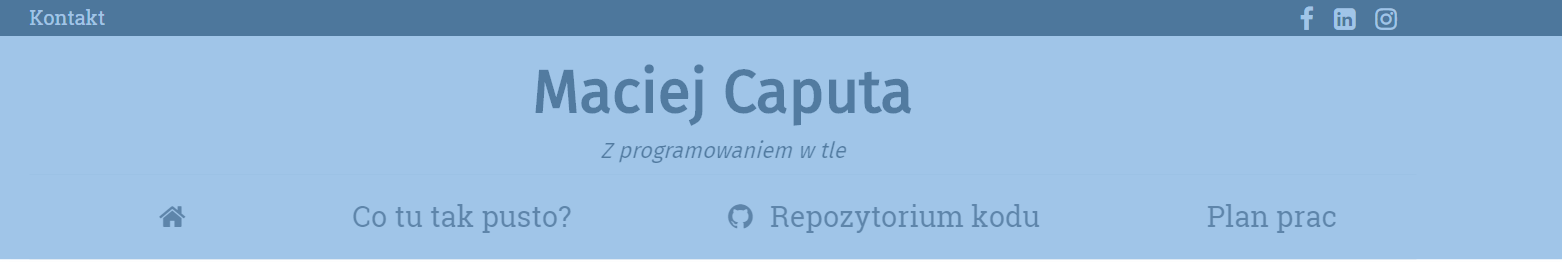 Kontakt
Maciej Caputa
Z programowaniem w tle
Co tu tak pusto? Repozytorium kodu Plan prac